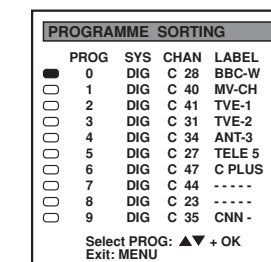 PROGRAMME SORTING
PROG SYS CHAN LABEL
0 DIG C 28 BBC-W
1 DIG C 40 MV-CH
2 DIG C 41 TVE-1
3 DIG C 31 TVE-2
4 DIG C 34 ANT-3
5 DIG C 27 TELE 5
6 DIG C 47 C PLUS
7 DIG C 44 - - - - -
8 DIG C 23 - - - - -
9 DIG C 35 CNN -
Select PROG: ▲▼ + OK
Exit: MENU